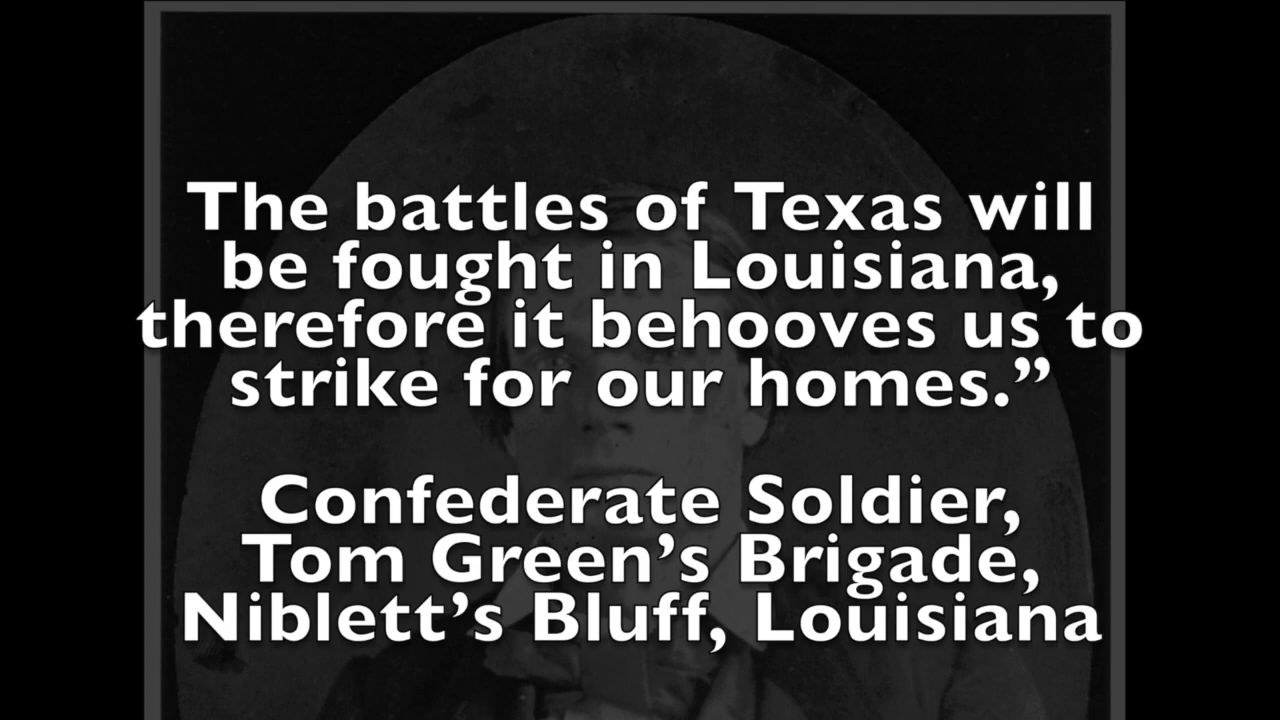 The battles of Texas will
be fought in Louisiana,
therefore it behooves us to
strike for our homes.”
Confederate Soldier,
Tom Green’s Brigade,
Niblett’s Bluff, Louisiana